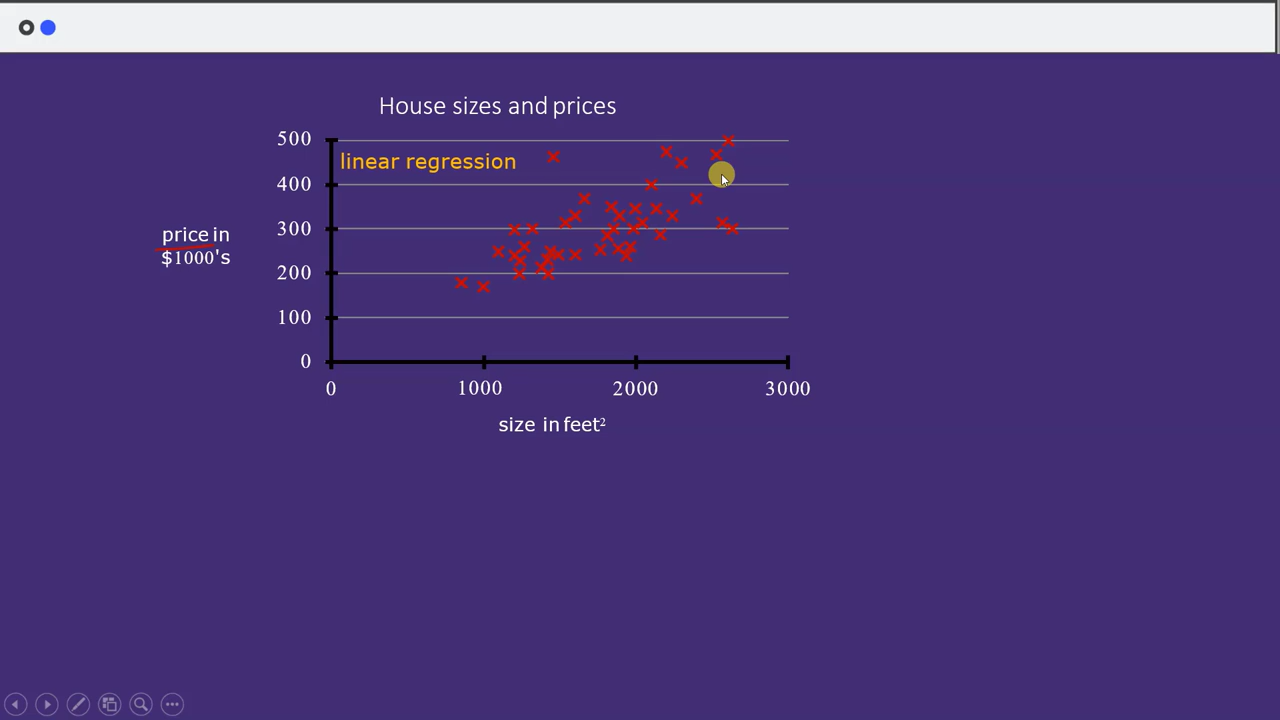 House sizes and prices
500
linear regression
400
300
price in
$1000's
200
100
0
0 1000 2000 3000
size in feet²